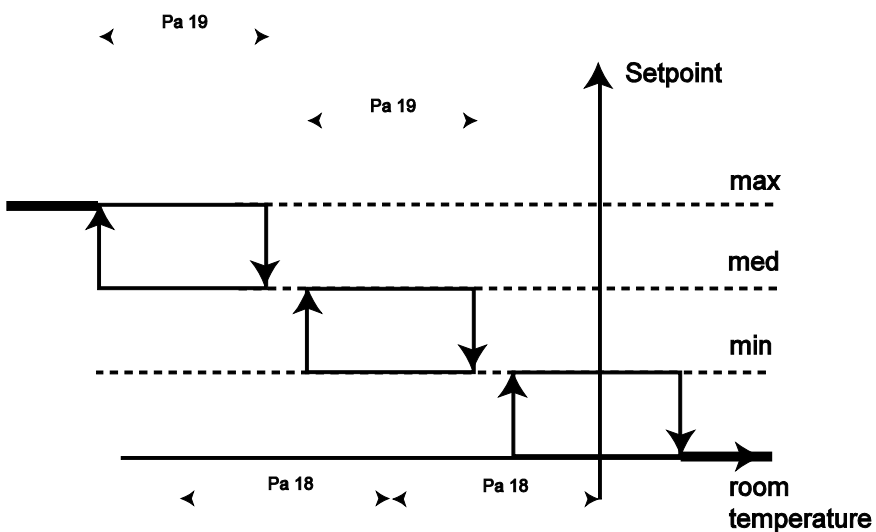 Pa 19
Setpoint
Pa 19
max
med
min
Pa 18
Pa 18
room
temperature